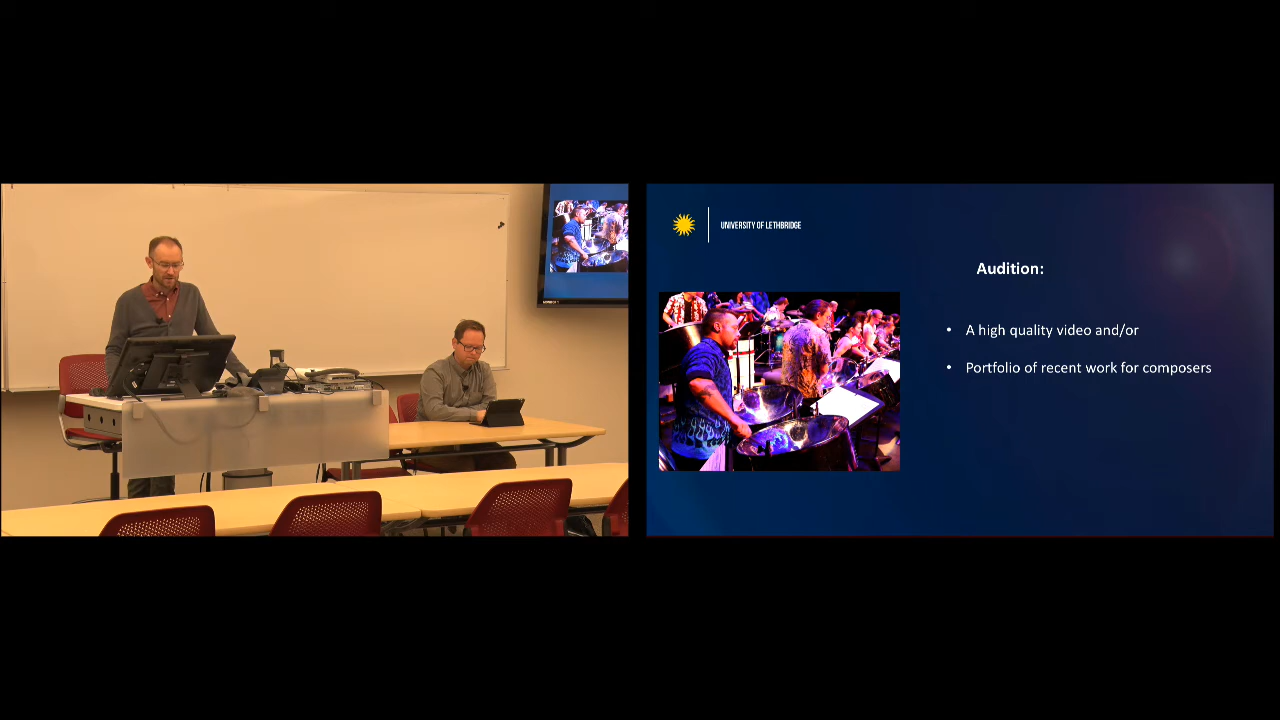 UNIVERSITY OF LETHBRIDGE
Audition:
• A high quality video and/or
• Portfolio of recent work for composers